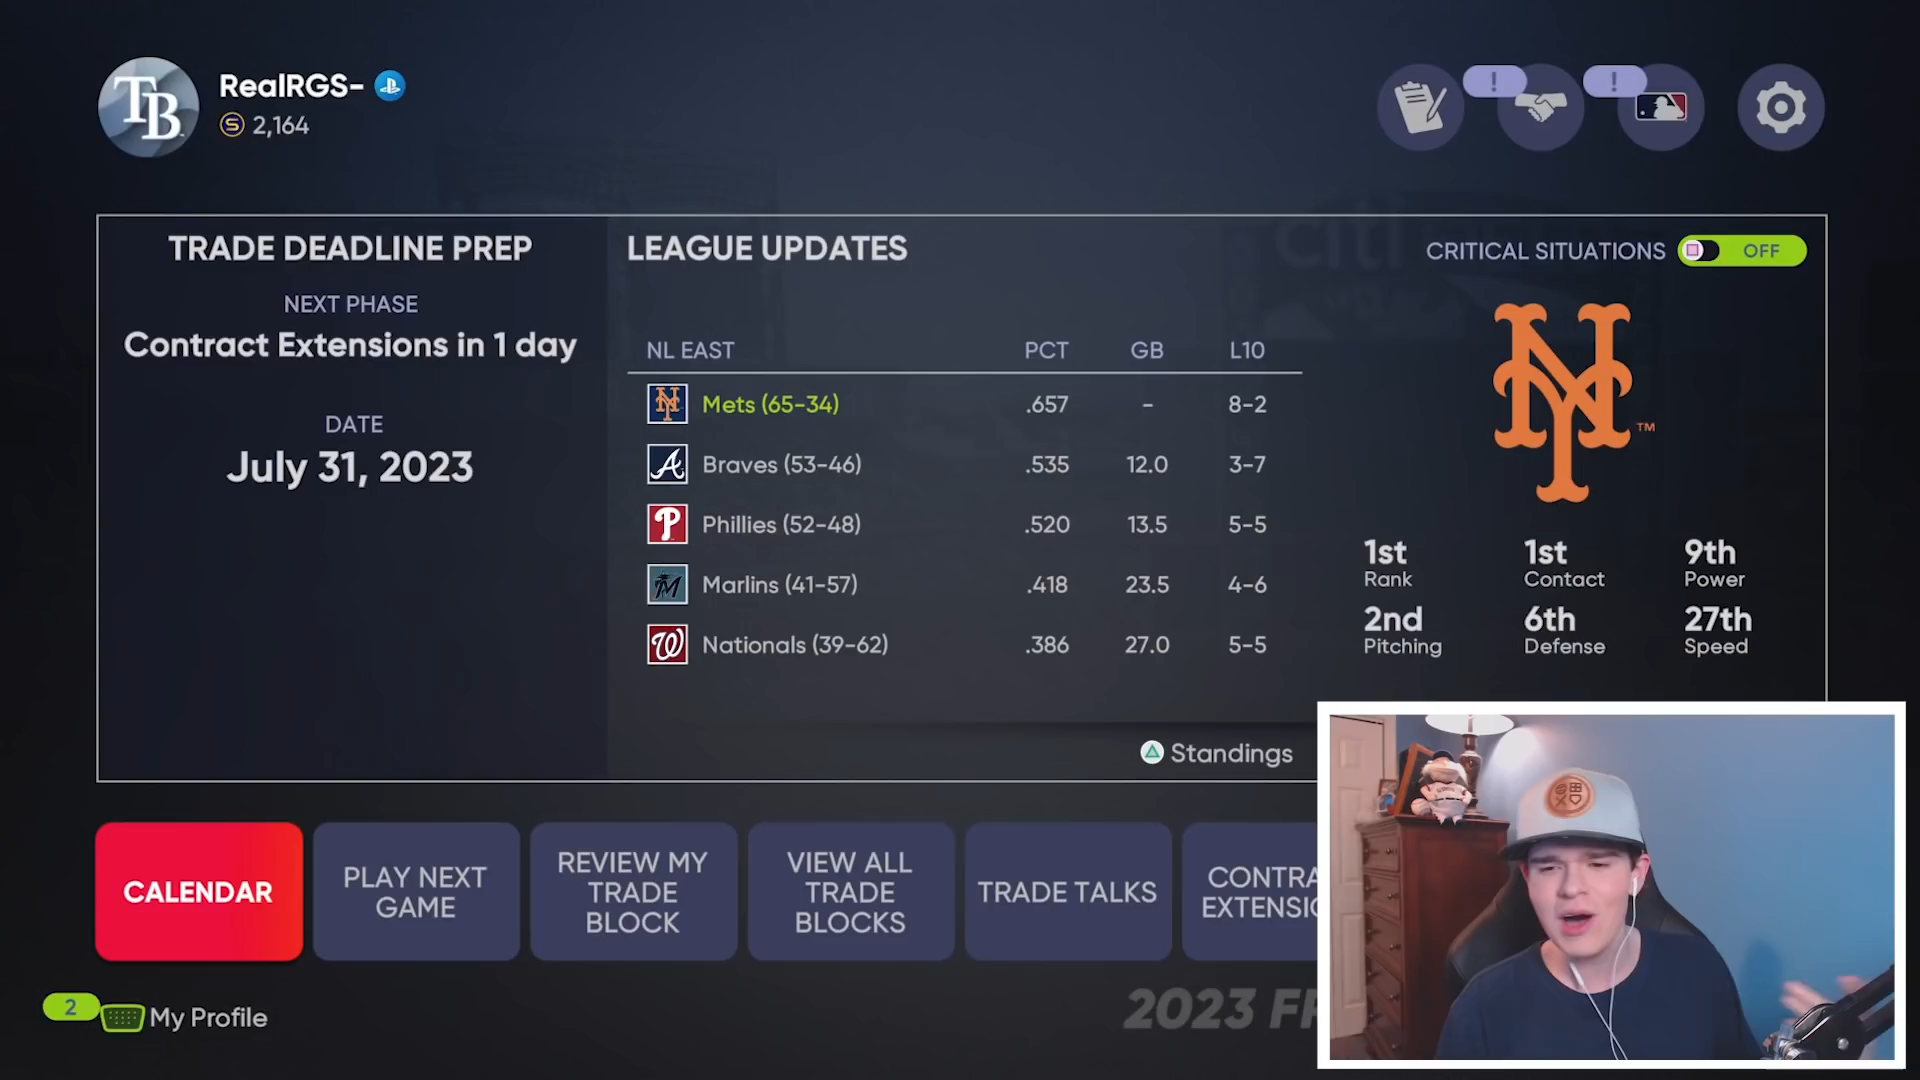 TB
RealRGS-
S 2,164
!
!
TRADE DEADLINE PREP
NEXT PHASE
Contract Extensions in 1 day
DATE
July 31, 2023
LEAGUE UPDATES
CRITICAL SITUATIONS OFF
NL EAST PCT GB L10
Mets (65-34) .657 - 8-2
Braves (53-46) .535 12.0 3-7
Phillies (52-48) .520 13.5 5-5
Marlins (41-57) .418 23.5 4-6
Nationals (39-62) .386 27.0 5-5
NY TM
1st 1st 9th
Rank Contact Power
2nd 6th 27th
Pitching Defense Speed
Standings
CALENDAR
PLAY NEXT
GAME
REVIEW MY
TRADE
BLOCK
VIEW ALL
TRADE
BLOCKS
TRADE TALKS
CONTRA
EXTENSIO
2 My Profile
2023 FR